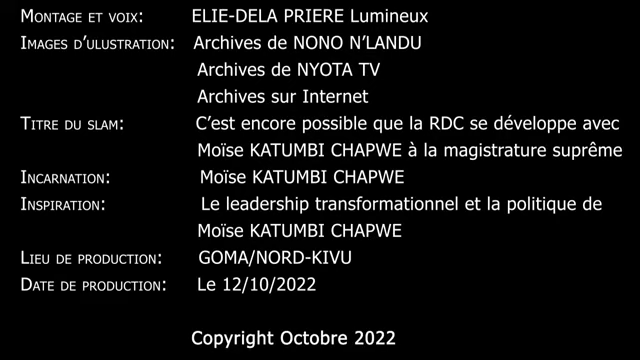 MONTAGE ET VOIX: ELIE-DELA PRIERE Lumineux
IMAGES D'ULUSTRATION: Archives de NONO N'LANDU
Archives de NYOTA TV
Archives sur Internet
TITRE DU SLAM: C'est encore possible que la RDC se développe avec
Moïse KATUMBI CHAPWE à la magistrature suprême
INCARNATION: Moïse KATUMBI CHAPWE
INSPIRATION: Le leadership transformationnel et la politique de
Moïse KATUMBI CHAPWE
LIEU DE PRODUCTION: GOMA/NORD-KIVU
DATE DE PRODUCTION: Le 12/10/2022
Copyright Octobre 2022